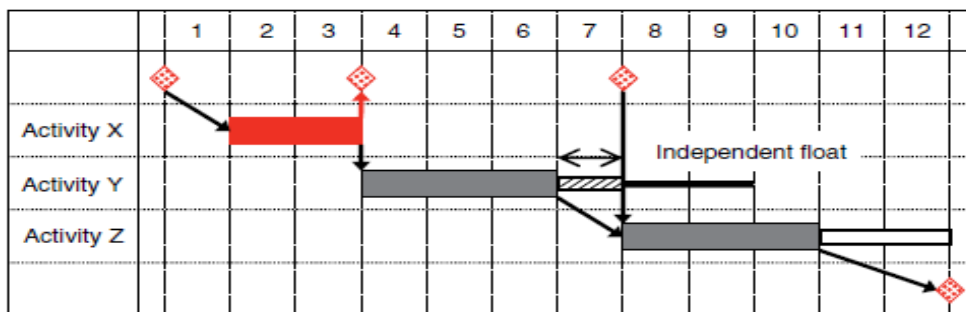 1 2 3 4 5 6 7 8 9 10 11 12
Activity X
Independent float
Activity Y
Activity Z